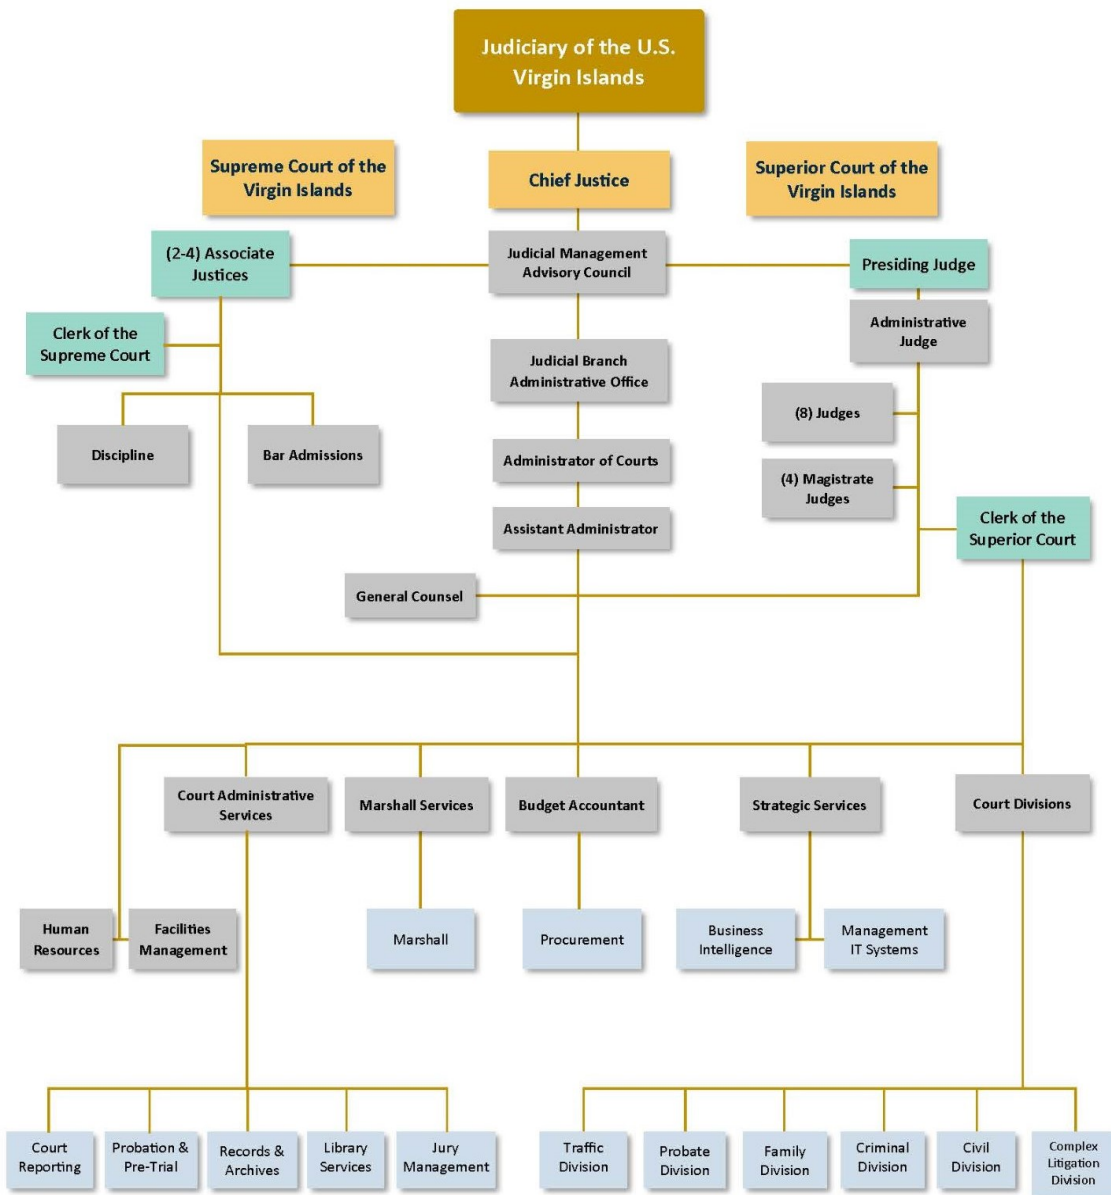 Judiciary of the U.S.
Virgin Islands
Supreme Court of the
Virgin Islands
Chief Justice
Superior Court of the
Virgin Islands
(2-4) Associate
Justices
Judicial Management
Advisory Council
Presiding Judge
Clerk of the
Supreme Court
Administrative
Judge
Judicial Branch
Administrative Office
(8) Judges
Discipline
Bar Admissions
Administrator of Courts
(4) Magistrate
Judges
Assistant Administrator
Clerk of the
Superior Court
General Counsel
Court Administrative
Services
Marshall Services
Budget Accountant
Strategic Services
Court Divisions
Human
Resources
Facilities
Management
Marshall
Procurement
Business
Intelligence
Management
IT Systems
Court
Reporting
Probation &
Pre-Trial
Records &
Archives
Library
Services
Jury
Management
Traffic
Division
Probate
Division
Family
Division
Criminal
Division
Civil
Division
Complex
Litigation
Division